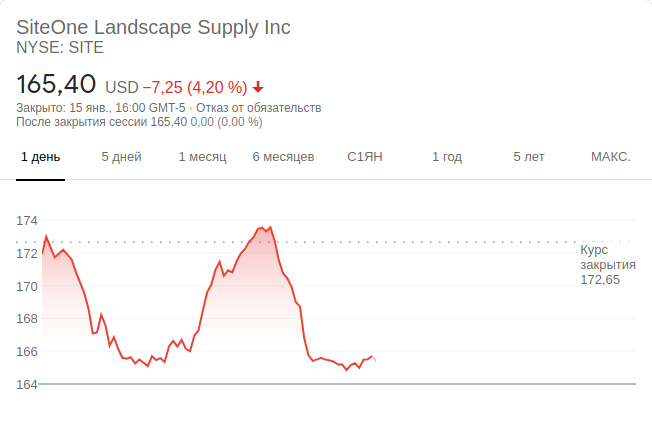 SiteOne Landscape Supply Inc
NYSE: SITE
165,40 USD −7,25 (4,20 %)
Закрыто: 15 янв., 16:00 GMT-5 · Отказ от обязательств
После закрытия сессии 165,40 0,00 (0,00 %)
1 день 5 дней 1 месяц 6 месяцев С1ЯН 1 год 5 лет МАКС.
174
172
170
168
166
164
Курс
закрытия
172,65